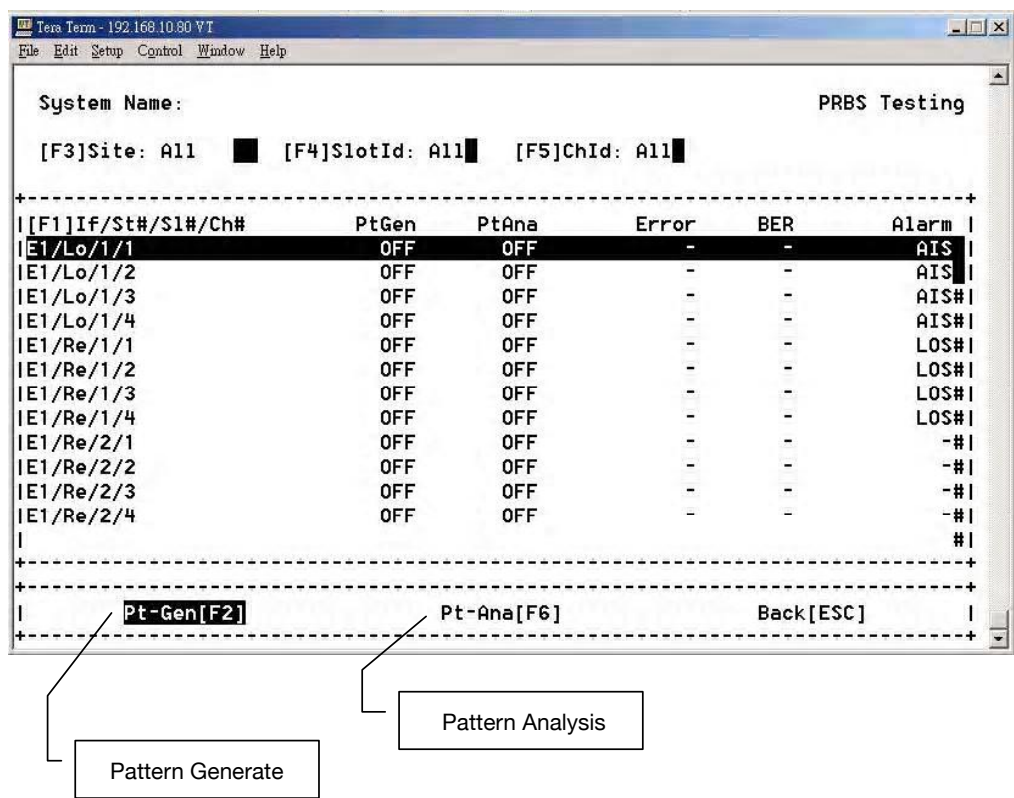 Tera Term - 192.168.10.80 VT
File Edit Setup Control Window Help
System Name: PRBS Testing
[F3]Site: All [F4]SlotId: All [F5]ChId: All
+------------------------------------------------------------------------------+
|[F1]If/St#/Sl#/Ch# PtGen PtAna Error BER Alarm |
|E1/Lo/1/1 OFF OFF - - AIS |
|E1/Lo/1/2 OFF OFF - - AIS |
|E1/Lo/1/3 OFF OFF - - AIS#|
|E1/Lo/1/4 OFF OFF - - AIS#|
|E1/Re/1/1 OFF OFF - - LOS#|
|E1/Re/1/2 OFF OFF - - LOS#|
|E1/Re/1/3 OFF OFF - - LOS#|
|E1/Re/1/4 OFF OFF - - LOS#|
|E1/Re/2/1 OFF OFF - - -#|
|E1/Re/2/2 OFF OFF - - -#|
|E1/Re/2/3 OFF OFF - - -#|
|E1/Re/2/4 OFF OFF - - -#|
| #|
+------------------------------------------------------------------------------+
+------------------------------------------------------------------------------+
| Pt-Gen[F2] Pt-Ana[F6] Back[ESC] |
+------------------------------------------------------------------------------+
Pattern Analysis
Pattern Generate